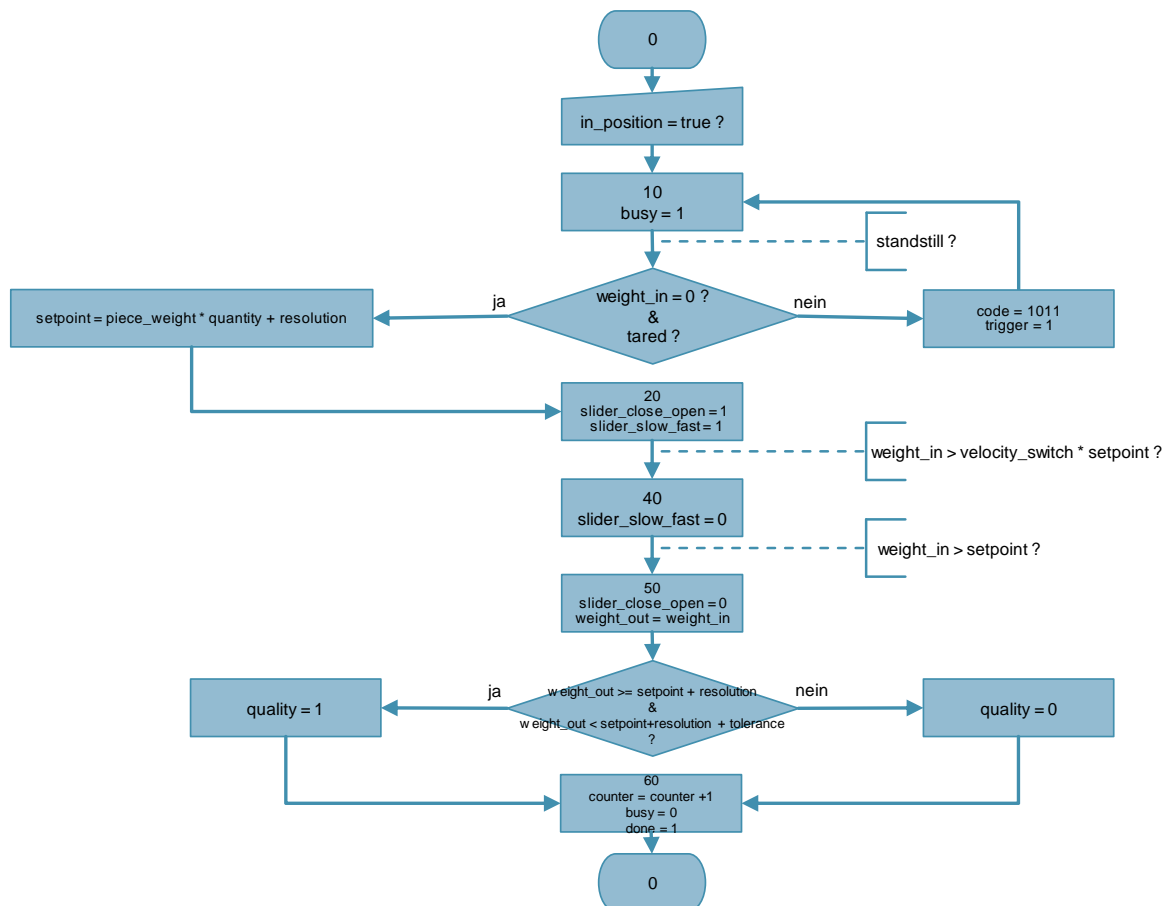 0
in_position = true ?
10
busy = 1
standstill ?
weight_in = 0 ?
&
tared ?
ja
nein
setpoint = piece_weight * quantity + resolution
code = 1011
trigger = 1
20
slider_close_open = 1
slider_slow_fast = 1
weight_in > velocity_switch * setpoint ?
40
slider_slow_fast = 0
weight_in > setpoint ?
50
slider_close_open = 0
weight_out = weight_in
weight_out >= setpoint + resolution
&
weight_out < setpoint+resolution + tolerance
?
ja
nein
quality = 1
quality = 0
60
counter = counter +1
busy = 0
done = 1
0